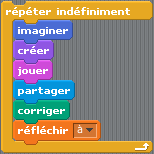 répéter indéfiniment
imaginer
créer
jouer
partager
corriger
réfléchir à